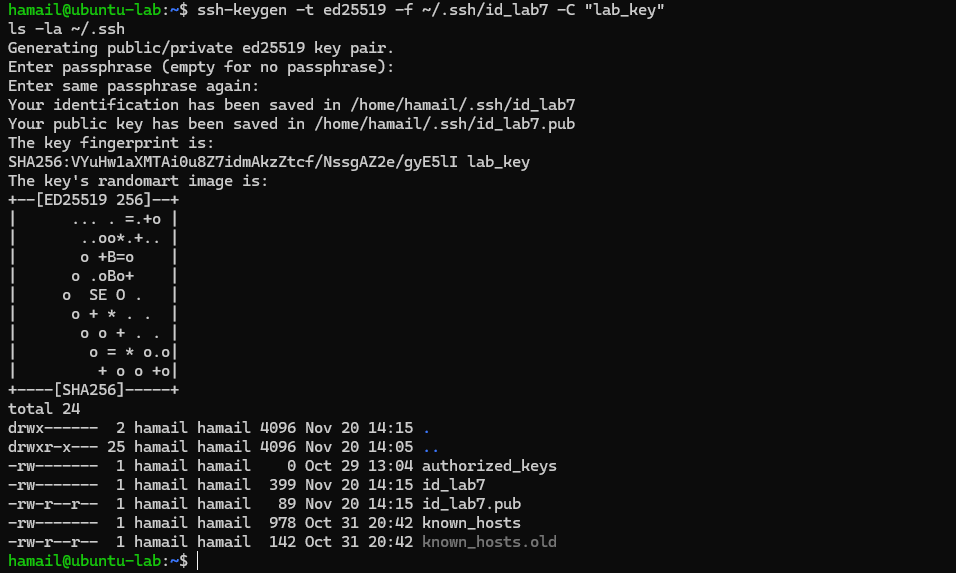 hamail@ubuntu-lab:~$ ssh-keygen -t ed25519 -f ~/.ssh/id_lab7 -C "lab_key"
ls -la ~/.ssh
Generating public/private ed25519 key pair.
Enter passphrase (empty for no passphrase):
Enter same passphrase again:
Your identification has been saved in /home/hamail/.ssh/id_lab7
Your public key has been saved in /home/hamail/.ssh/id_lab7.pub
The key fingerprint is:
SHA256:VYuHw1aXMTAi0u8Z7idmAkzZtcf/NssgAZ2e/gyE5lI lab_key
The key's randomart image is:
+--[ED25519 256]--+
|      ... . =.+o |
|       ..oo*.+.. |
|       o +B=o    |
|      o .oBo+    |
|     o  SE O .   |
|      o + * . .  |
|       o o + . . |
|        o = * o.o|
|         + o o +o|
+----[SHA256]-----+
total 24
drwx------  2 hamail hamail 4096 Nov 20 14:15 .
drwxr-x--- 25 hamail hamail 4096 Nov 20 14:05 ..
-rw-------  1 hamail hamail    0 Oct 29 13:04 authorized_keys
-rw-------  1 hamail hamail  399 Nov 20 14:15 id_lab7
-rw-r--r--  1 hamail hamail   89 Nov 20 14:15 id_lab7.pub
-rw-------  1 hamail hamail  978 Oct 31 20:42 known_hosts
-rw-r--r--  1 hamail hamail  142 Oct 31 20:42 known_hosts.old
hamail@ubuntu-lab:~$